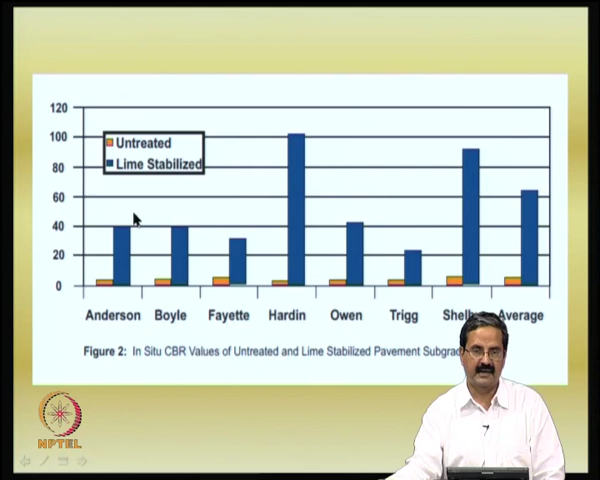 120
100
80
60
40
20
0
Untreated
Lime Stabilized
Anderson Boyle Fayette Hardin Owen Trigg Average
Figure 2: In Situ CBR Values of Untreated and Lime Stabilized Pavement
NPTEL